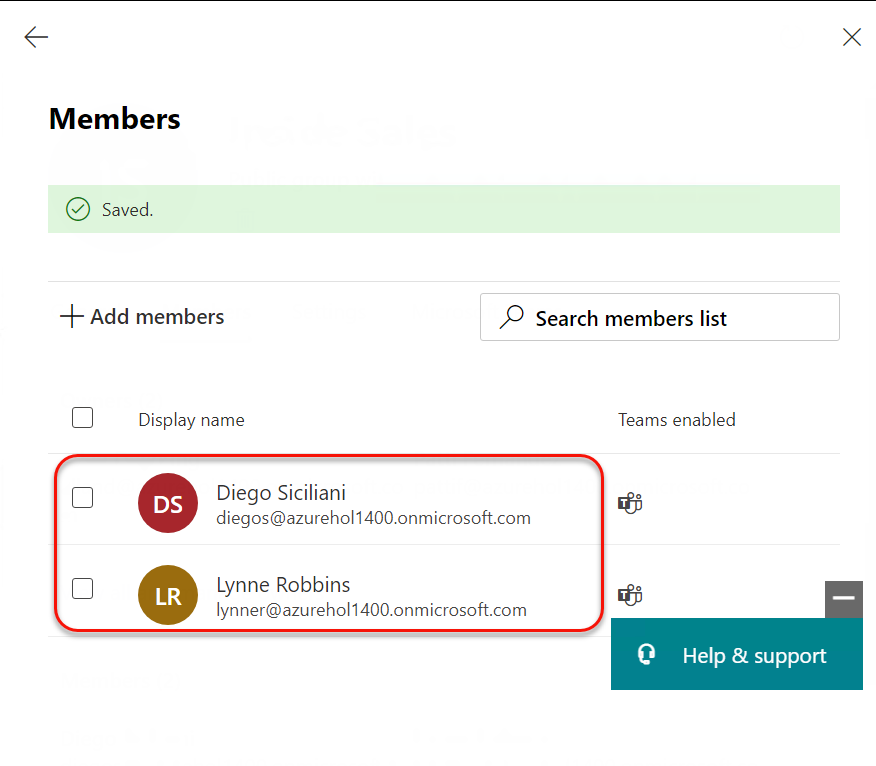 Members
Saved.
Add members
Search members list
Display name
Teams enabled
DS
Diego Siciliani
diegos@azurehol1400.onmicrosoft.com
LR
Lynne Robbins
lynner@azurehol1400.onmicrosoft.com
Help & support